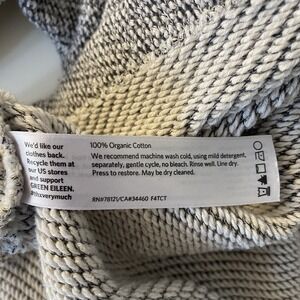 We'd like our
clothes back.
Recycle them at
our US stores
and support
GREEN EILEEN.
100% Organic Cotton
We recommend machine wash cold, using mild detergent,
separately, gentle cycle, no bleach. Rinse well. Line dry.
Press to restore. May be dry cleaned.
RN#78121/CA#34460 F4TCT